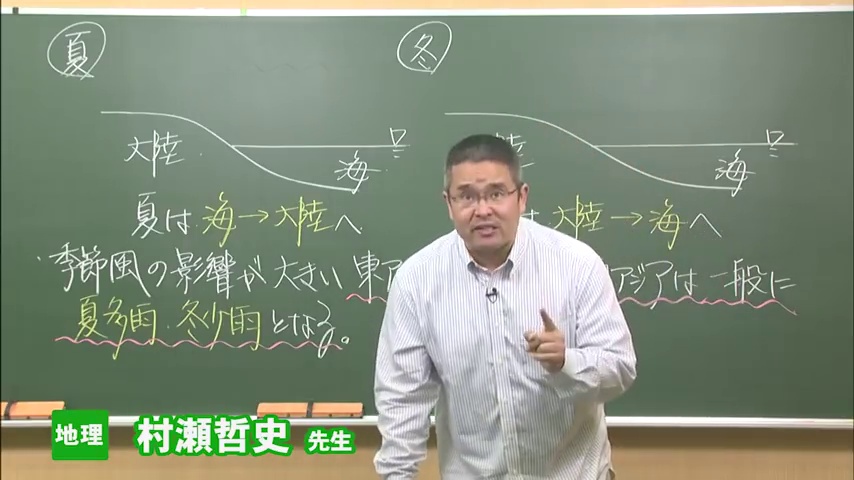 夏
冬
大陸
海
陸
海
夏は 海→大陸へ
は 大陸→海へ
・季節風の影響が大きい 東ア
アジアは一般に
夏多雨・冬少雨となる。
地理 村瀬哲史 先生